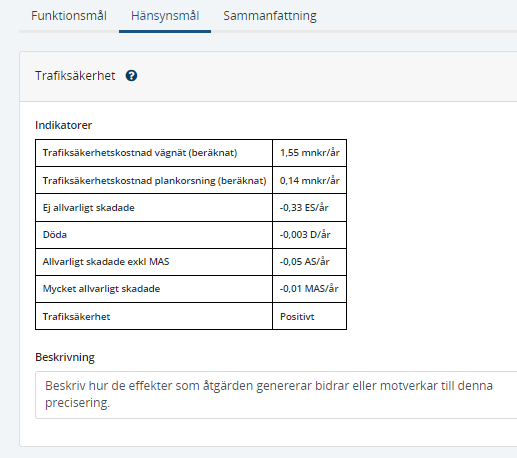 Funktionsmål Hänsynsmål Sammanfattning
Trafiksäkerhet ?
Indikatorer
Trafiksäkerhetskostnad vägnät (beräknat) 1,55 mnkr/år
Trafiksäkerhetskostnad plankorsning (beräknat) 0,14 mnkr/år
Ej allvarligt skadade -0,33 ES/år
Döda -0,003 D/år
Allvarligt skadade exkl MAS -0,05 AS/år
Mycket allvarligt skadade -0,01 MAS/år
Trafiksäkerhet Positivt
Beskrivning
Beskriv hur de effekter som åtgärden genererar bidrar eller motverkar till denna
precisering.